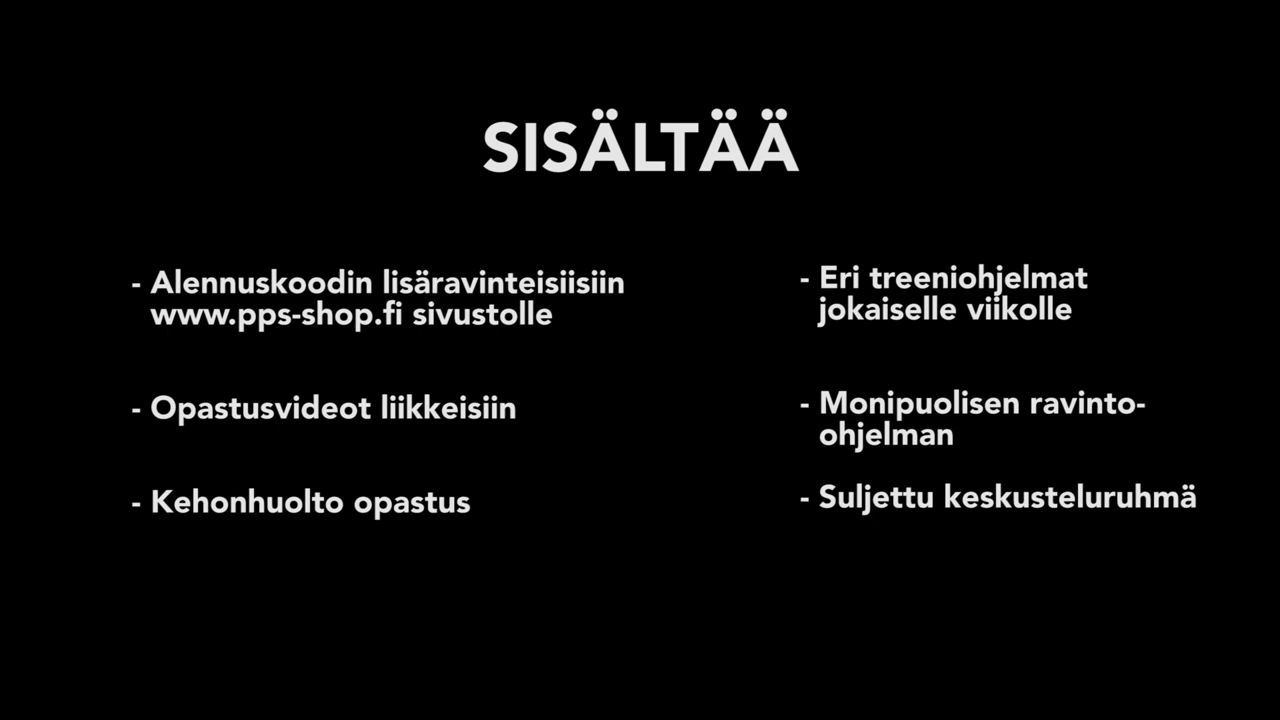 SISÄLTÄÄ
- Alennuskoodin lisäravinteisiisiin
www.pps-shop.fi sivustolle
- Opastusvideot liikkeisiin
- Kehonhuolto opastus
- Eri treeniohjelmat
jokaiselle viikolle
- Monipuolisen ravinto-
ohjelman
- Suljettu keskusteluruhmä